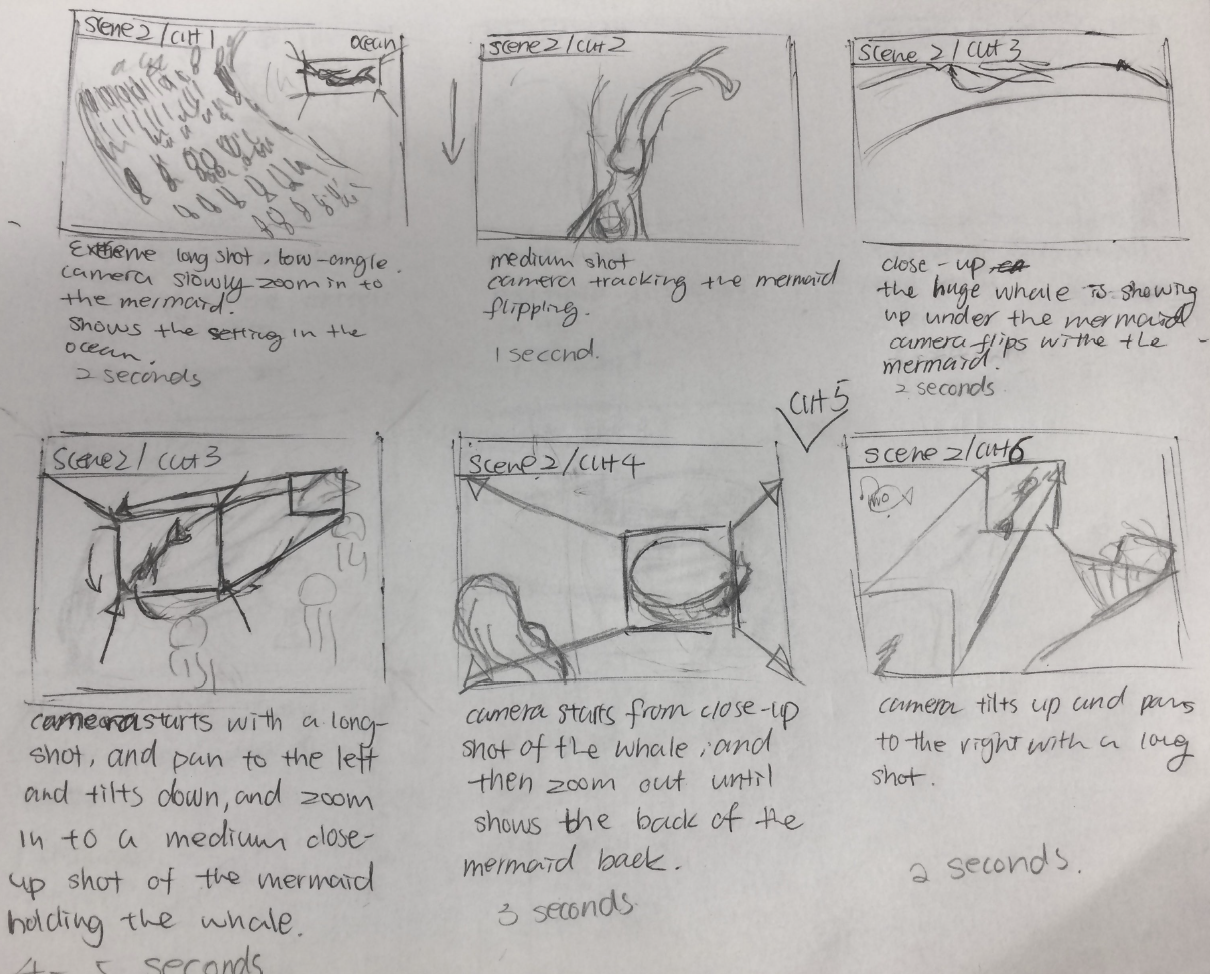 scene 2 / cut 1
ocean
Extreme long shot, low-angle.
camera slowly zoom in to
the mermaid.
shows the setting in the
ocean.
2 seconds
scene 2 / cut 2
medium shot
camera tracking the mermaid
flipping.
1 second.
scene 2 / cut 3
close-up
the huge whale is showing
up under the mermaid
camera flips withe the
mermaid.
2 seconds
scene 2 / cut 3
camera starts with a long-
shot, and pan to the left
and tilts down, and zoom
in to a medium close-
up shot of the mermaid
holding the whale.
4-5 seconds
scene 2 / cut 4
camera starts from close-up
shot of the whale, and
then zoom out until
shows the back of the
mermaid back.
3 seconds
cut 5
scene 2 / cut 6
camera tilts up and pans
to the right with a long
shot.
2 seconds.